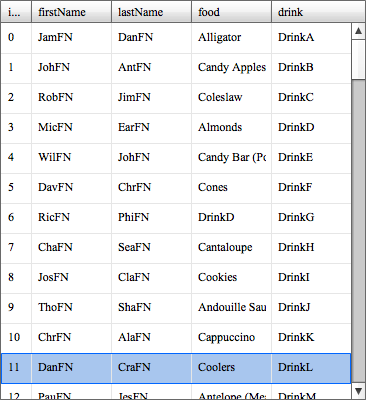 i... firstName lastName food drink
0 JamFN DanFN Alligator DrinkA
1 JohFN AntFN Candy Apples DrinkB
2 RobFN JimFN Coleslaw DrinkC
3 MicFN EarFN Almonds DrinkD
4 WilFN JohFN Candy Bar (Po DrinkE
5 DavFN ChrFN Cones DrinkF
6 RicFN PhiFN DrinkD DrinkG
7 ChaFN SeaFN Cantaloupe DrinkH
8 JosFN ClaFN Cookies DrinkI
9 ThoFN ShaFN Andouille Sau DrinkJ
10 ChrFN AlaFN Cappuccino DrinkK
11 DanFN CraFN Coolers DrinkL
12 PauFN JesFN Antelope (Mea DrinkM